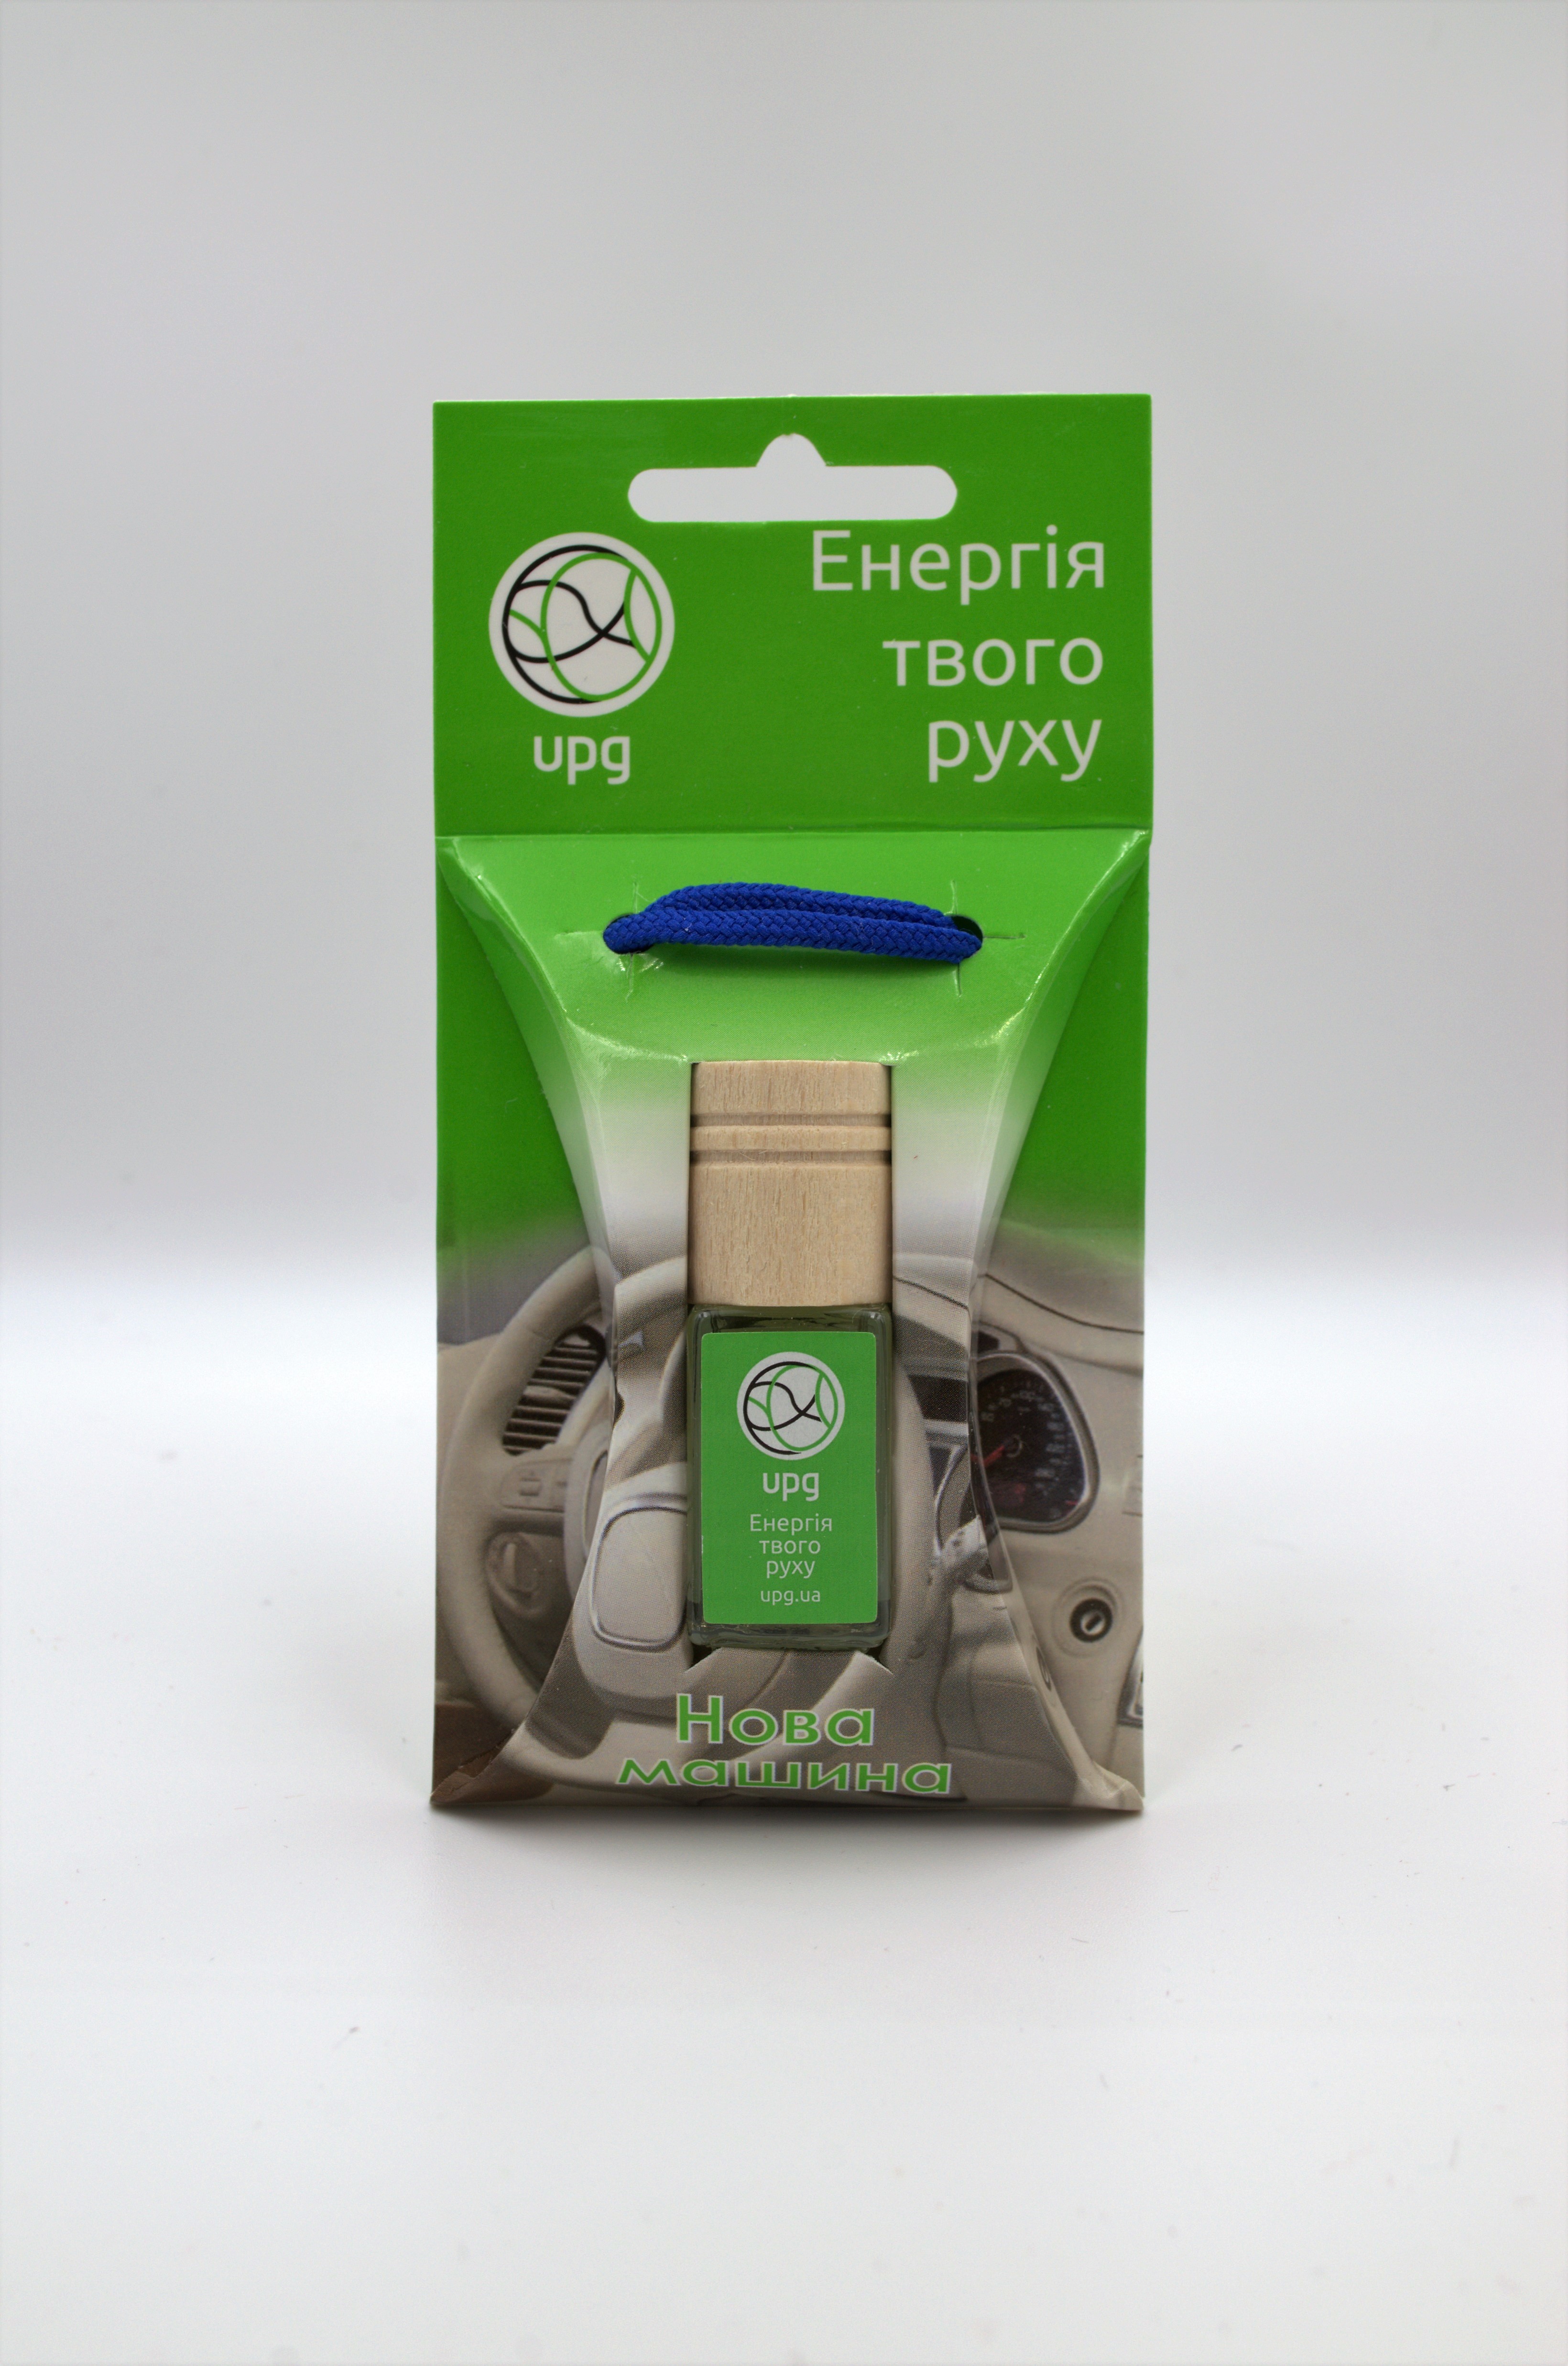 upg
Енергія
твого
руху
upg
Енергія
твого
руху
upg.ua
Нова
машина